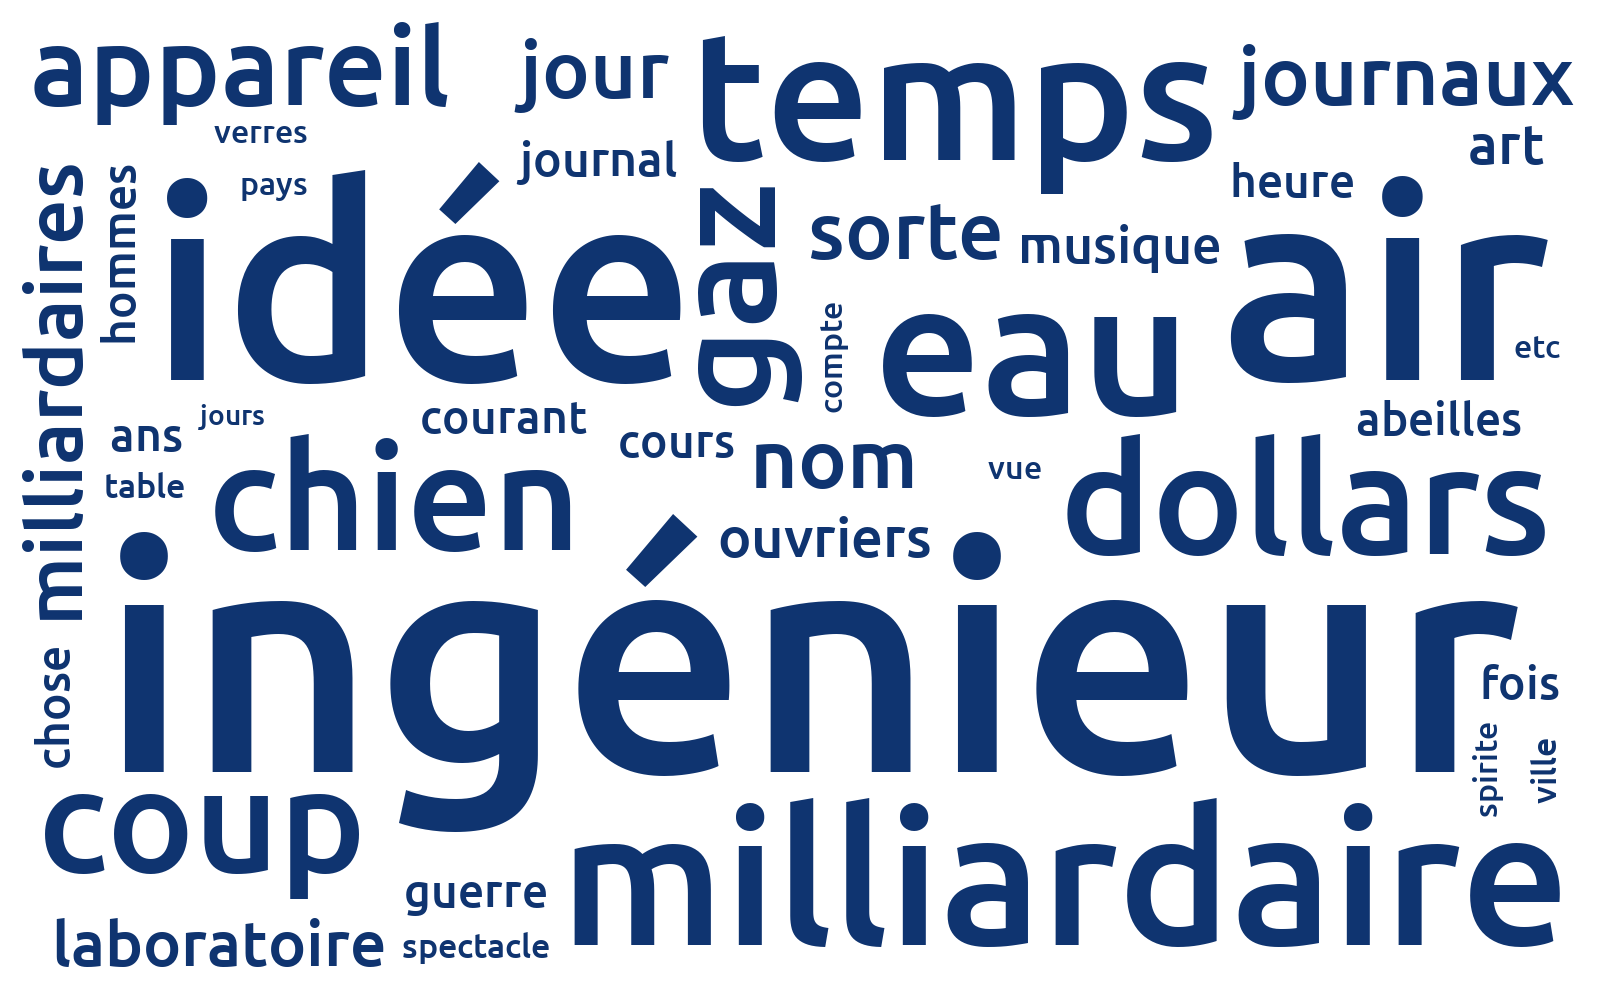 appareil
jour
temps
journaux
verres
art
journal
pays
heure
milliardaires
hommes
idée
gaz
sorte
musique
air
compte
eau
etc
jours
courant
abeilles
ans
cours
nom
vue
table
chien
dollars
ouvriers
ingénieur
chose
fois
spirite
ville
coup
milliardaire
guerre
laboratoire
spectacle